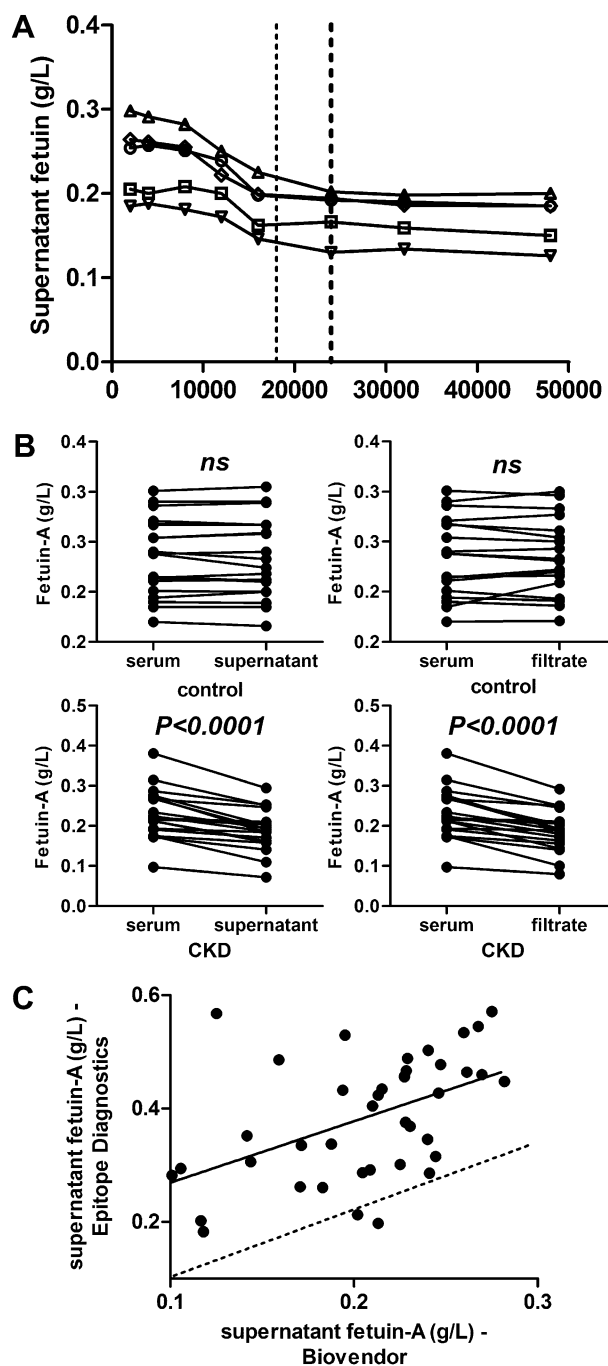 A
Supernatant fetuin (g/L)
0.4
0.3
0.2
0.1
0.0
0 10000 20000 30000 40000 50000
B
Fetuin-A (g/L)
0.4
0.3
0.3
0.2
0.2
ns
serum supernatant
control
Fetuin-A (g/L)
0.4
0.3
0.3
0.2
0.2
ns
serum filtrate
control
Fetuin-A (g/L)
0.5
0.4
0.3
0.2
0.1
0.0
P<0.0001
serum supernatant
CKD
Fetuin-A (g/L)
0.5
0.4
0.3
0.2
0.1
0.0
P<0.0001
serum filtrate
CKD
C
supernatant fetuin-A (g/L) -
Epitope Diagnostics
0.6
0.4
0.2
0.1 0.2 0.3
supernatant fetuin-A (g/L) -
Biovendor